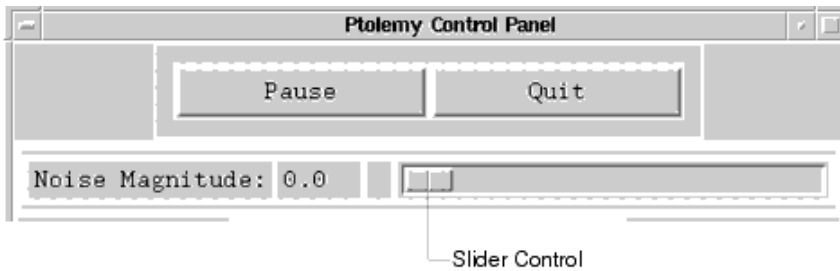 Ptolemy Control Panel
Pause Quit
Noise Magnitude: 0.0
Slider Control